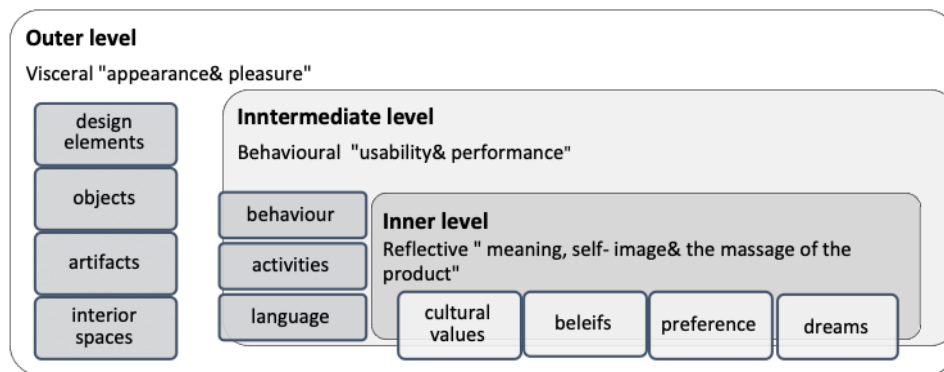 Outer level
Visceral "appearance& pleasure"
design
elements
objects
artifacts
interior
spaces
Inntermediate level
Behavioural "usability& performance"
behaviour
activities
language
Inner level
Reflective " meaning, self- image& the massage of the
product"
cultural
values
beleifs
preference
dreams